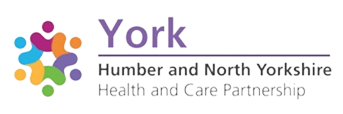 York
Humber and North Yorkshire
Health and Care Partnership